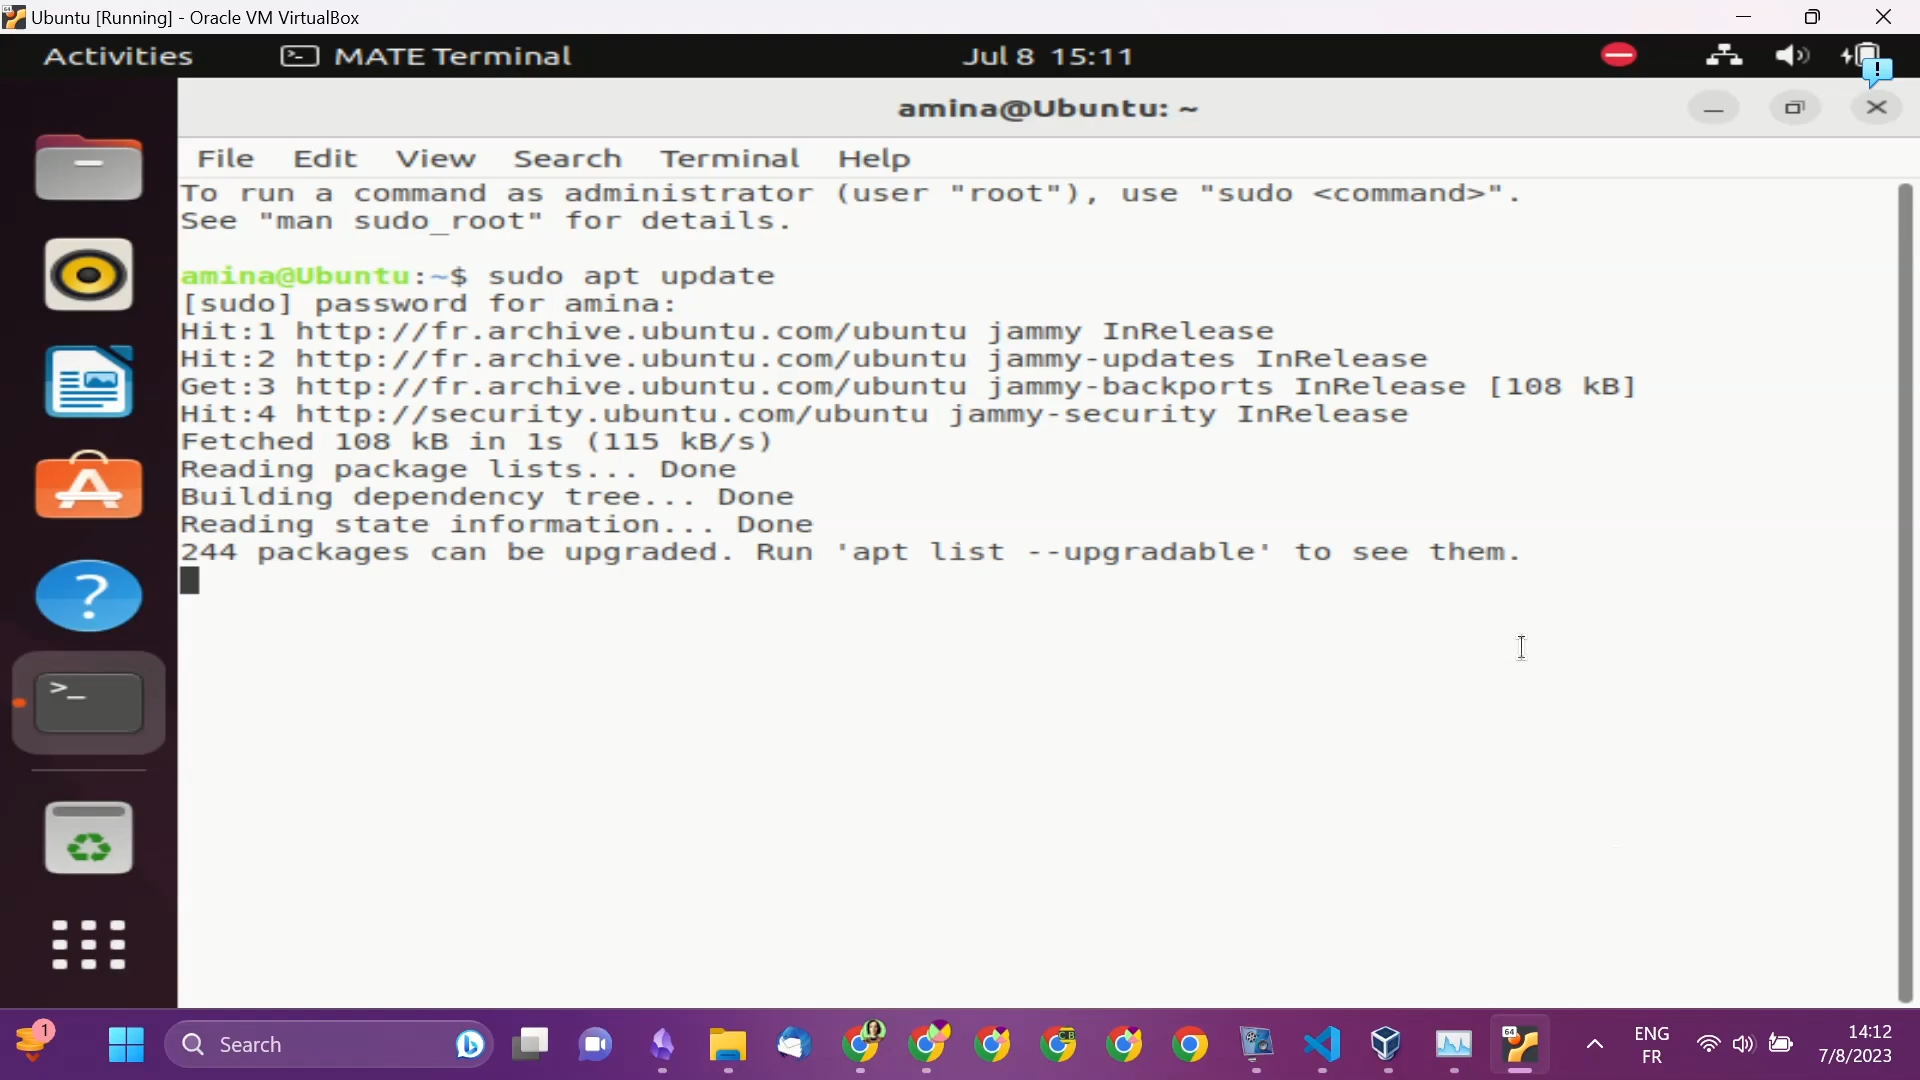 Ubuntu [Running] - Oracle VM VirtualBox
Activities MATE Terminal Jul 8 15:11
amina@Ubuntu: ~
File Edit View Search Terminal Help
To run a command as administrator (user "root"), use "sudo <command>".
See "man sudo_root" for details.
amina@Ubuntu:~$ sudo apt update
[sudo] password for amina:
Hit:1 http://fr.archive.ubuntu.com/ubuntu jammy InRelease
Hit:2 http://fr.archive.ubuntu.com/ubuntu jammy-updates InRelease
Get:3 http://fr.archive.ubuntu.com/ubuntu jammy-backports InRelease [108 kB]
Hit:4 http://security.ubuntu.com/ubuntu jammy-security InRelease
Fetched 108 kB in 1s (115 kB/s)
Reading package lists... Done
Building dependency tree... Done
Reading state information... Done
244 packages can be upgraded. Run 'apt list --upgradable' to see them.
1 Search ENG 14:12
FR 7/8/2023